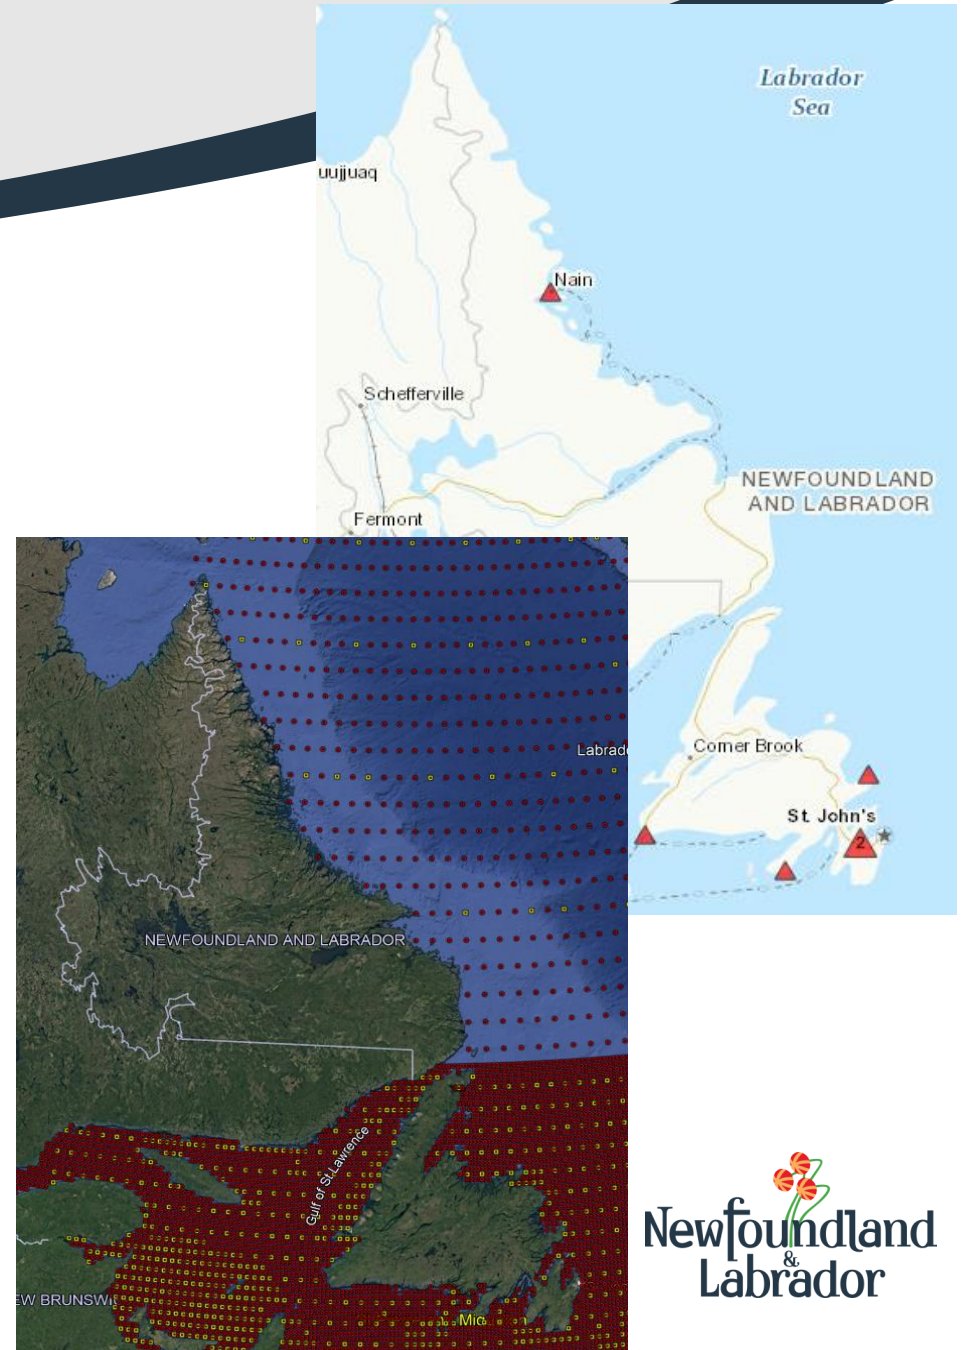 Labrador
Sea
uujjuaq
Nain
Schefferville
NEWFOUNDLAND
AND LABRADOR
Fermont
Corner Brook
St. John's
2
Labrado
NEWFOUNDLAND AND LABRADOR
Gulf of St Lawrence
EW BRUNSWI
Mic
Newfoundland
&
Labrador